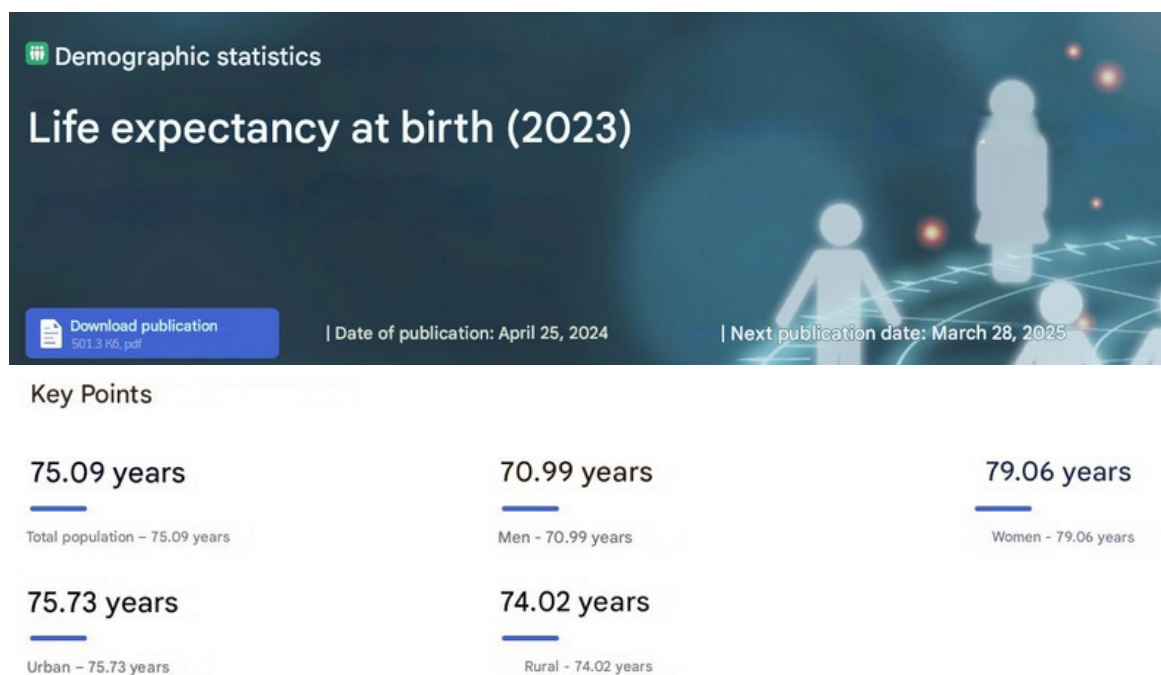 Demographic statistics
Life expectancy at birth (2023)
Download publication
501.3 Кб, pdf
| Date of publication: April 25, 2024
| Next publication date: March 28, 2025
Key Points
75.09 years
70.99 years
79.06 years
Total population – 75.09 years
Men - 70.99 years
Women - 79.06 years
75.73 years
74.02 years
Urban – 75.73 years
Rural - 74.02 years